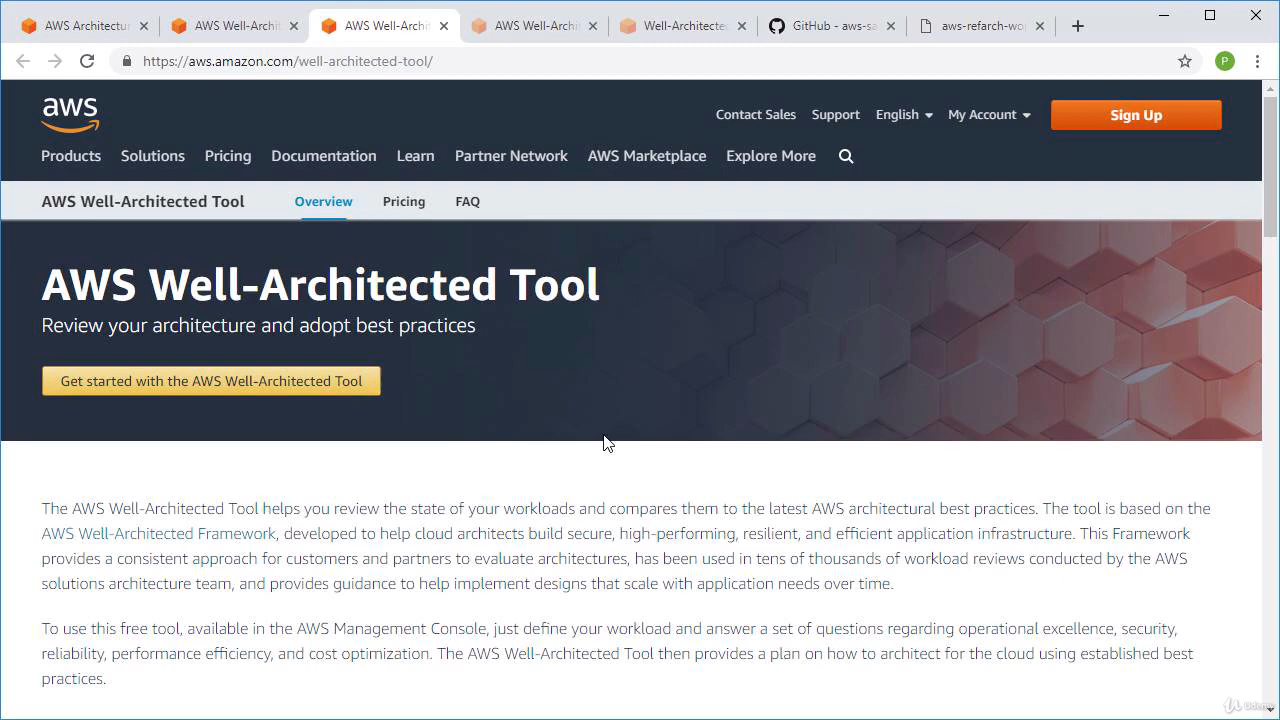 AWS Architectur
AWS Well-Archit
AWS Well-Archit
AWS Well-Archit
Well-Architected
GitHub - aws-sa
aws-refarch-wor
https://aws.amazon.com/well-architected-tool/
P
aws
Contact Sales
Support
English
My Account
Sign Up
Products
Solutions
Pricing
Documentation
Learn
Partner Network
AWS Marketplace
Explore More
AWS Well-Architected Tool
Overview
Pricing
FAQ
AWS Well-Architected Tool
Review your architecture and adopt best practices
Get started with the AWS Well-Architected Tool
The AWS Well-Architected Tool helps you review the state of your workloads and compares them to the latest AWS architectural best practices. The tool is based on the
AWS Well-Architected Framework, developed to help cloud architects build secure, high-performing, resilient, and efficient application infrastructure. This Framework
provides a consistent approach for customers and partners to evaluate architectures, has been used in tens of thousands of workload reviews conducted by the AWS
solutions architecture team, and provides guidance to help implement designs that scale with application needs over time.
To use this free tool, available in the AWS Management Console, just define your workload and answer a set of questions regarding operational excellence, security,
reliability, performance efficiency, and cost optimization. The AWS Well-Architected Tool then provides a plan on how to architect for the cloud using established best
practices.